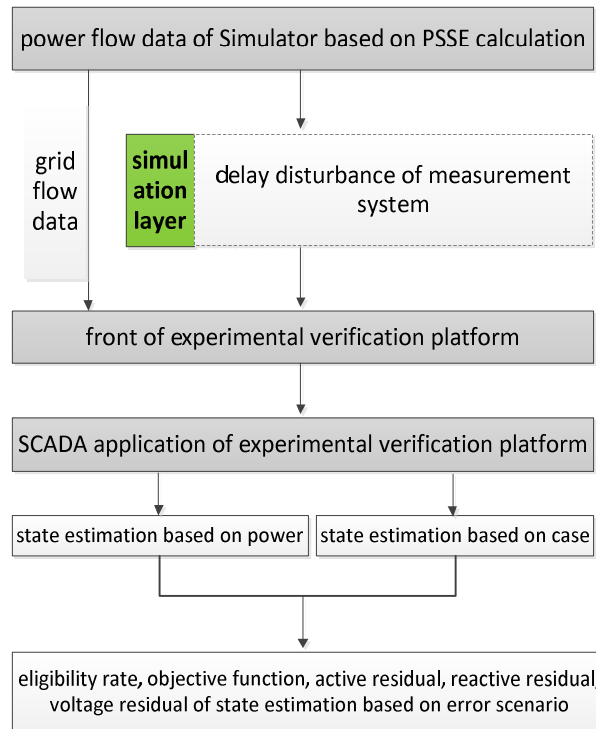 power flow data of Simulator based on PSSE calculation
grid
flow
data
simul
ation
layer
delay disturbance of measurement
system
front of experimental verification platform
SCADA application of experimental verification platform
state estimation based on power
state estimation based on case
eligibility rate, objective function, active residual, reactive residual,
voltage residual of state estimation based on error scenario